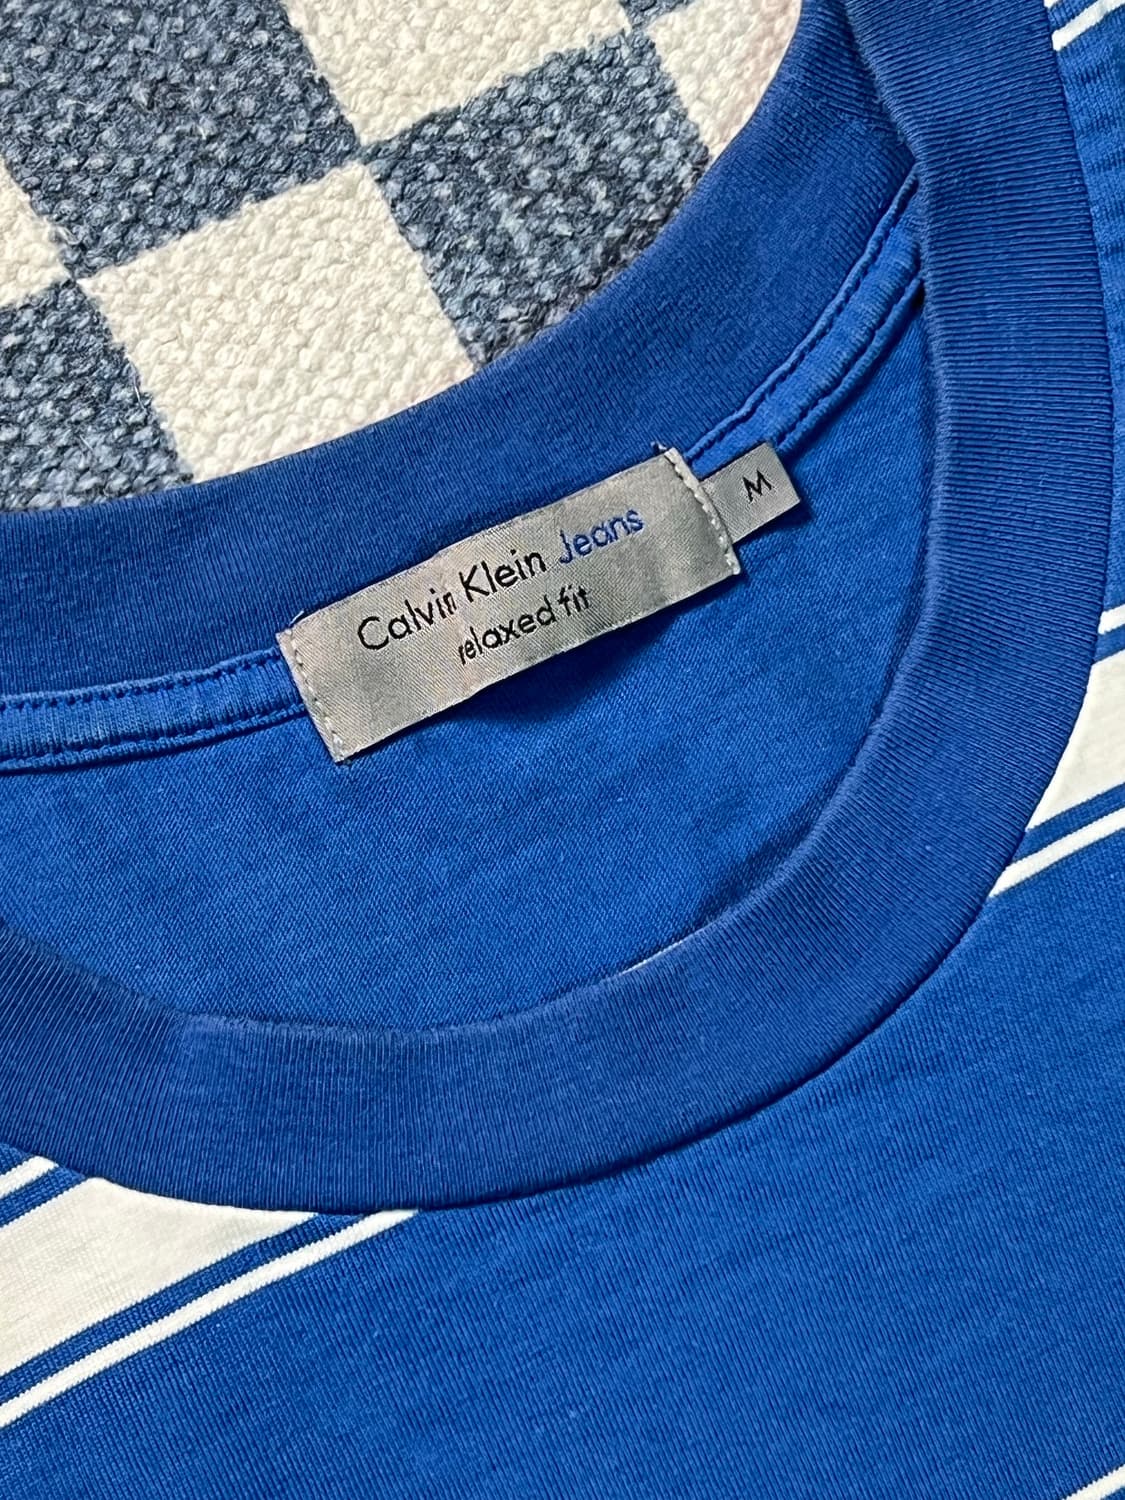 Calvin Klein Jeans
relaxed fit
M